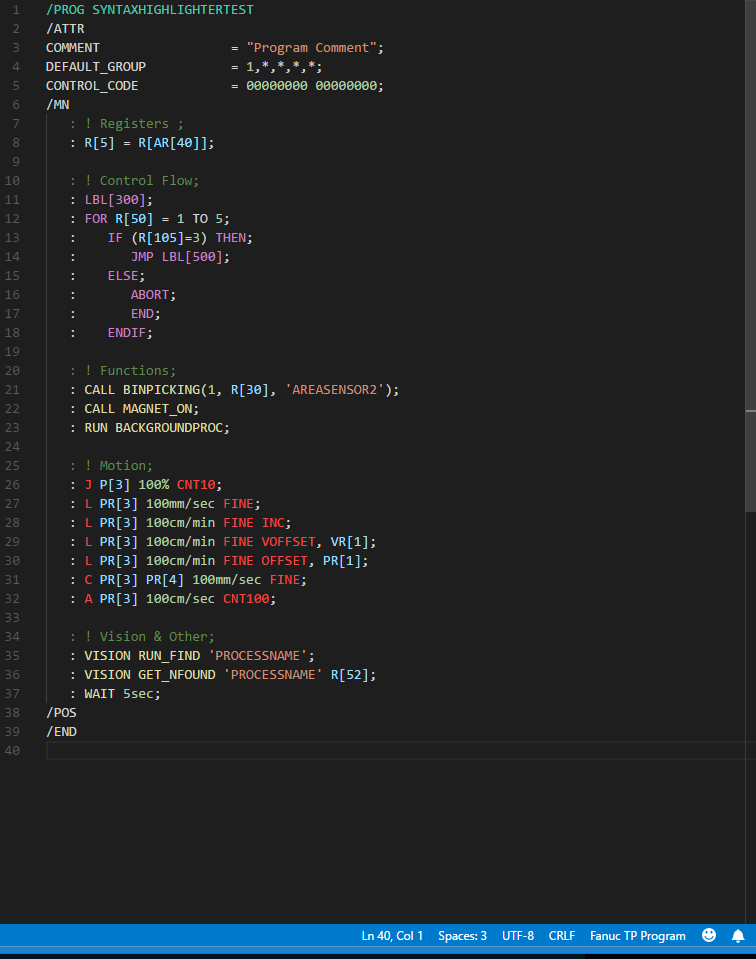 1 /PROG SYNTAXHIGHLIGHTERTEST
2 /ATTR
3 COMMENT = "Program Comment";
4 DEFAULT_GROUP = 1,*,*,*,*;
5 CONTROL_CODE = 00000000 00000000;
6 /MN
7 : ! Registers ;
8 : R[5] = R[AR[40]];
9
10 : ! Control Flow;
11 : LBL[300];
12 : FOR R[50] = 1 TO 5;
13 : IF (R[105]=3) THEN;
14 : JMP LBL[500];
15 : ELSE;
16 : ABORT;
17 : END;
18 : ENDIF;
19
20 : ! Functions;
21 : CALL BINPICKING(1, R[30], 'AREASENSOR2');
22 : CALL MAGNET_ON;
23 : RUN BACKGROUNDPROC;
24
25 : ! Motion;
26 : J P[3] 100% CNT10;
27 : L PR[3] 100mm/sec FINE;
28 : L PR[3] 100cm/min FINE INC;
29 : L PR[3] 100cm/min FINE VOFFSET, VR[1];
30 : L PR[3] 100cm/min FINE OFFSET, PR[1];
31 : C PR[3] PR[4] 100mm/sec FINE;
32 : A PR[3] 100cm/sec CNT100;
33
34 : ! Vision & Other;
35 : VISION RUN_FIND 'PROCESSNAME';
36 : VISION GET_NFOUND 'PROCESSNAME' R[52];
37 : WAIT 5sec;
38 /POS
39 /END
40
Ln 40, Col 1 Spaces: 3 UTF-8 CRLF Fanuc TP Program